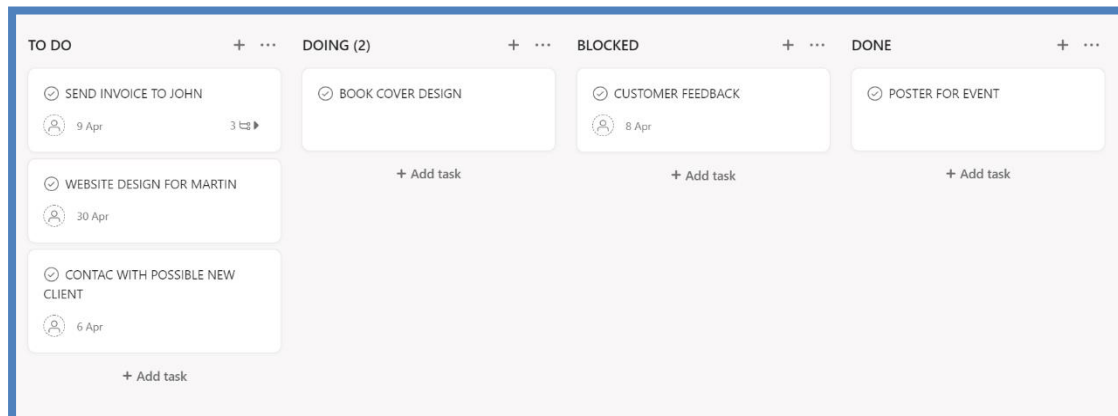 TO DO
SEND INVOICE TO JOHN
9 Apr
3
WEBSITE DESIGN FOR MARTIN
30 Apr
CONTAC WITH POSSIBLE NEW
CLIENT
6 Apr
+ Add task
DOING (2)
BOOK COVER DESIGN
+ Add task
BLOCKED
CUSTOMER FEEDBACK
8 Apr
+ Add task
DONE
POSTER FOR EVENT
+ Add task